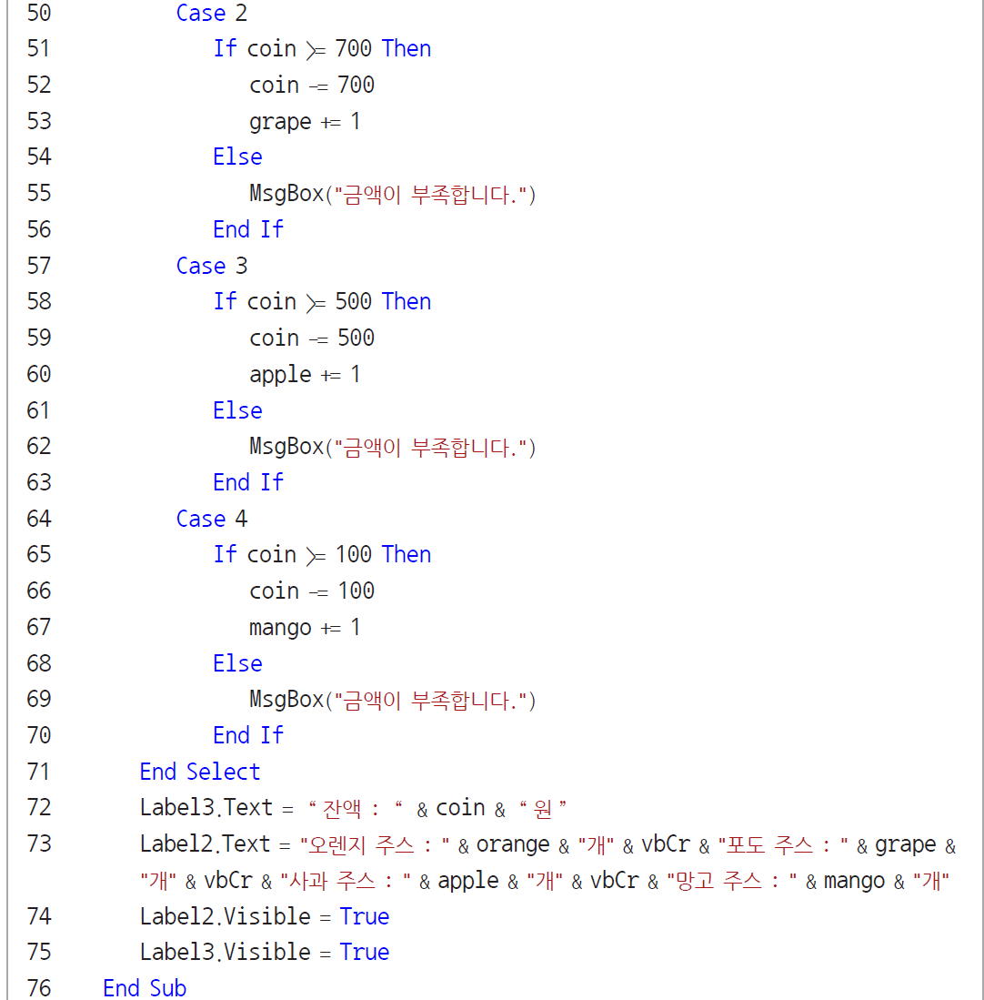 50 Case 2
51 If coin >= 700 Then
52 coin -= 700
53 grape += 1
54 Else
55 MsgBox("금액이 부족합니다.")
56 End If
57 Case 3
58 If coin >= 500 Then
59 coin -= 500
60 apple += 1
61 Else
62 MsgBox("금액이 부족합니다.")
63 End If
64 Case 4
65 If coin >= 100 Then
66 coin -= 100
67 mango += 1
68 Else
69 MsgBox("금액이 부족합니다.")
70 End If
71 End Select
72 Label3.Text = “ 잔액 : “ & coin & “ 원 ”
73 Label2.Text = "오렌지 주스 : " & orange & "개" & vbCr & "포도 주스 : " & grape &
"개" & vbCr & "사과 주스 : " & apple & "개" & vbCr & "망고 주스 : " & mango & "개"
74 Label2.Visible = True
75 Label3.Visible = True
76 End Sub